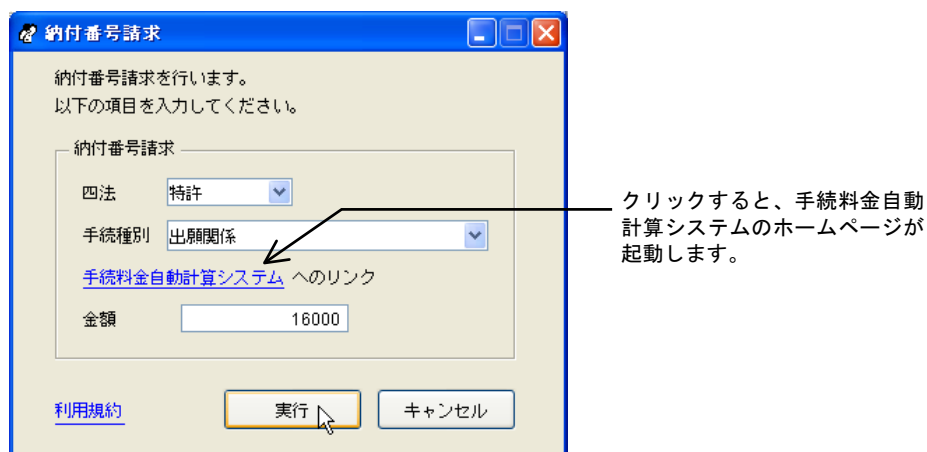 納付番号請求
納付番号請求を行います。
以下の項目を入力してください。
納付番号請求
四法 特許
手続種別 出願関係
手続料金自動計算システム へのリンク
金額 16000
利用規約 実行 キャンセル
クリックすると、手続料金自動
計算システムのホームページが
起動します。